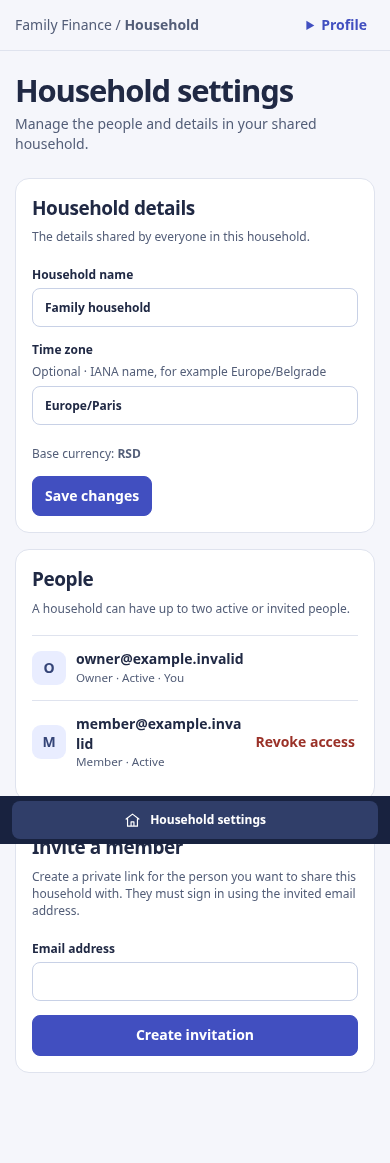 Family Finance / Household
Profile
Household settings
Manage the people and details in your shared
household.
Household details
The details shared by everyone in this household.
Household name
Family household
Time zone
Optional · IANA name, for example Europe/Belgrade
Europe/Paris
Base currency: RSD
Save changes
People
A household can have up to two active or invited people.
O
owner@example.invalid
Owner · Active · You
M
member@example.inva
lid
Member · Active
Revoke access
Household settings
Invite a member
Create a private link for the person you want to share this
household with. They must sign in using the invited email
address.
Email address
Create invitation